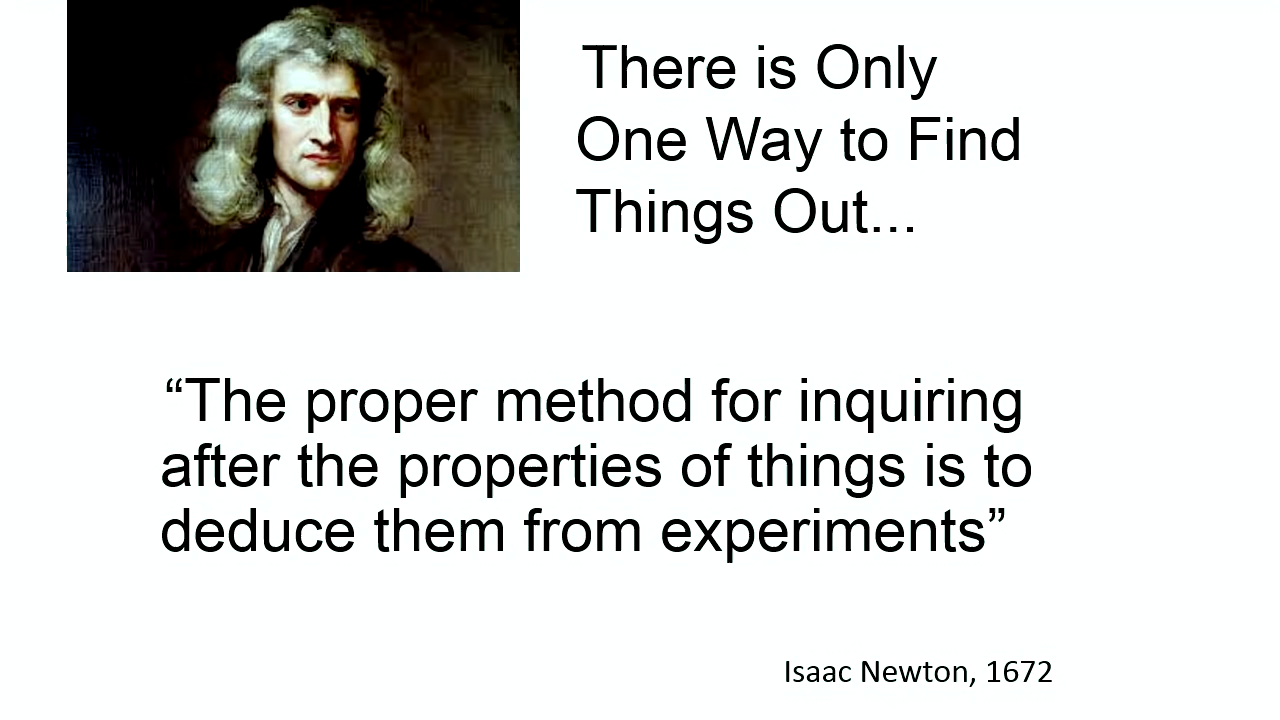 There is Only
One Way to Find
Things Out...
“The proper method for inquiring
after the properties of things is to
deduce them from experiments”
Isaac Newton, 1672